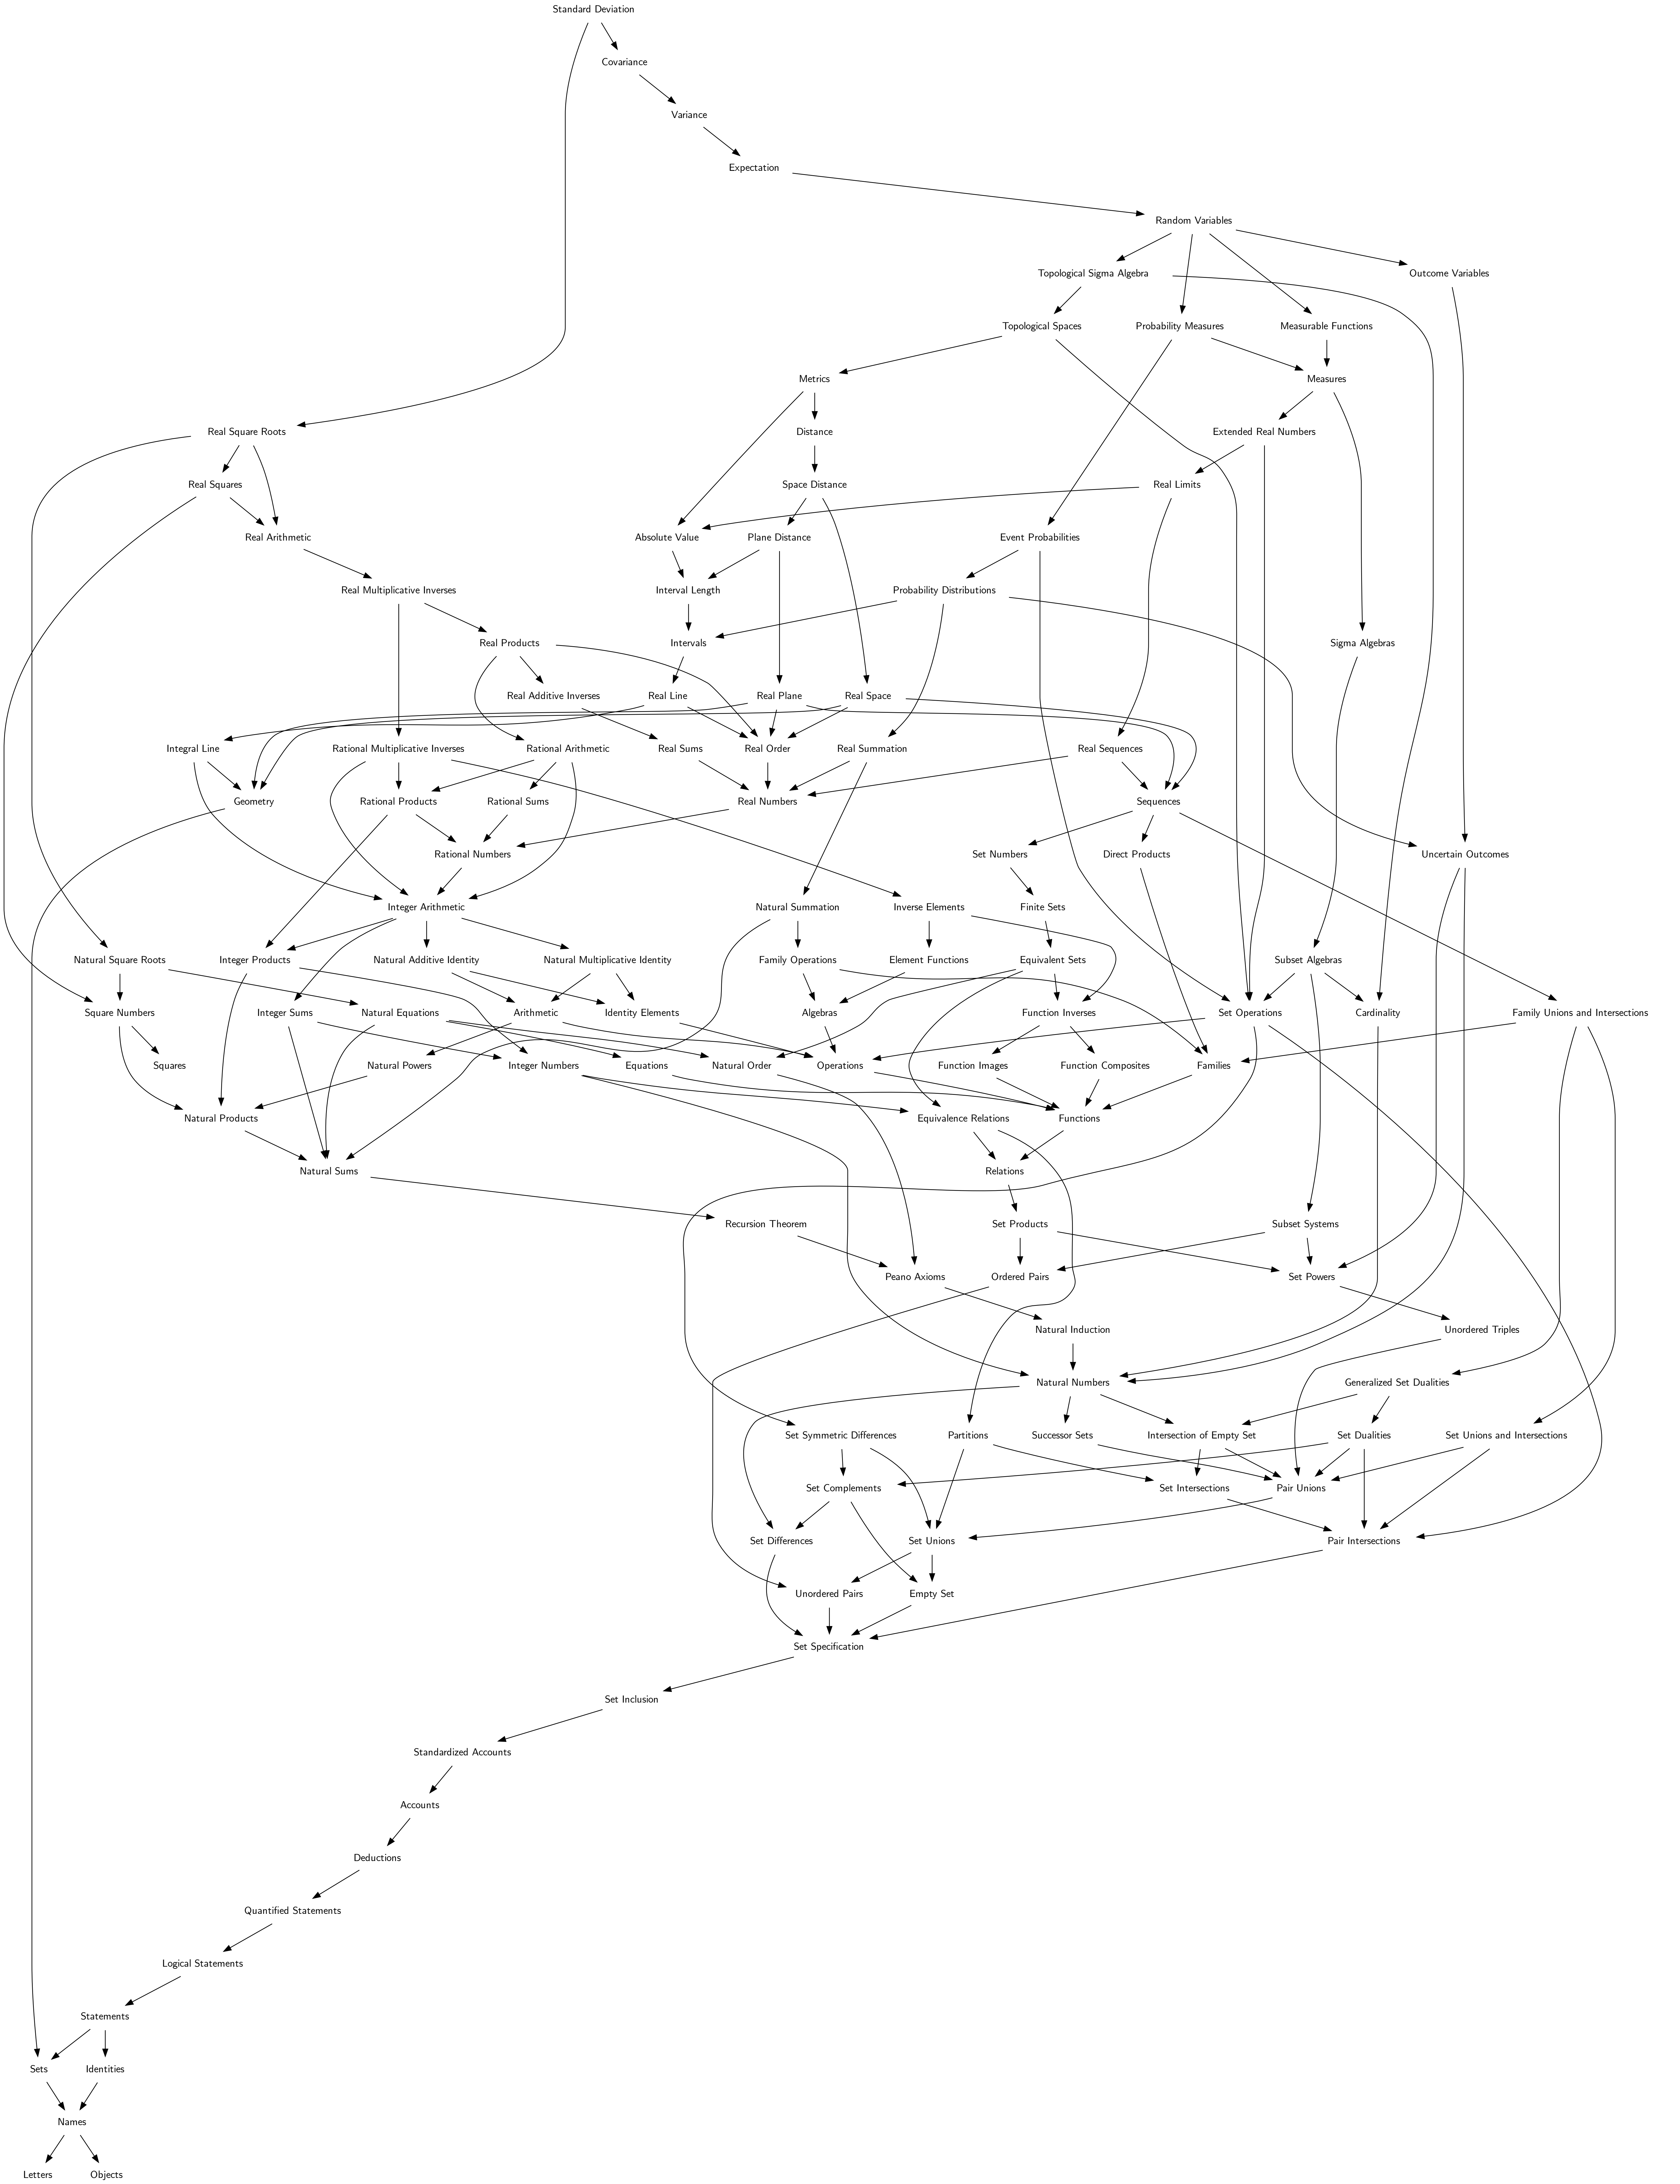 Standard Deviation
Covariance
Variance
Expectation
Random Variables
Topological Sigma Algebra
Outcome Variables
Topological Spaces
Probability Measures
Measurable Functions
Metrics
Measures
Real Square Roots
Distance
Extended Real Numbers
Real Squares
Space Distance
Real Limits
Real Arithmetic
Absolute Value
Plane Distance
Event Probabilities
Real Multiplicative Inverses
Interval Length
Probability Distributions
Real Products
Intervals
Sigma Algebras
Real Additive Inverses
Real Line
Real Plane
Real Space
Integral Line
Rational Multiplicative Inverses
Rational Arithmetic
Real Sums
Real Order
Real Summation
Real Sequences
Geometry
Rational Products
Rational Sums
Real Numbers
Sequences
Rational Numbers
Set Numbers
Direct Products
Uncertain Outcomes
Integer Arithmetic
Natural Summation
Inverse Elements
Finite Sets
Natural Square Roots
Integer Products
Natural Additive Identity
Natural Multiplicative Identity
Family Operations
Element Functions
Equivalent Sets
Subset Algebras
Square Numbers
Integer Sums
Natural Equations
Arithmetic
Identity Elements
Algebras
Function Inverses
Set Operations
Cardinality
Family Unions and Intersections
Squares
Natural Powers
Integer Numbers
Equations
Natural Order
Operations
Function Images
Function Composites
Families
Natural Products
Equivalence Relations
Functions
Natural Sums
Relations
Recursion Theorem
Set Products
Subset Systems
Peano Axioms
Ordered Pairs
Set Powers
Natural Induction
Unordered Triples
Natural Numbers
Generalized Set Dualities
Set Symmetric Differences
Partitions
Successor Sets
Intersection of Empty Set
Set Dualities
Set Unions and Intersections
Set Complements
Set Intersections
Pair Unions
Set Differences
Set Unions
Pair Intersections
Unordered Pairs
Empty Set
Set Specification
Set Inclusion
Standardized Accounts
Accounts
Deductions
Quantified Statements
Logical Statements
Statements
Sets
Identities
Names
Letters
Objects